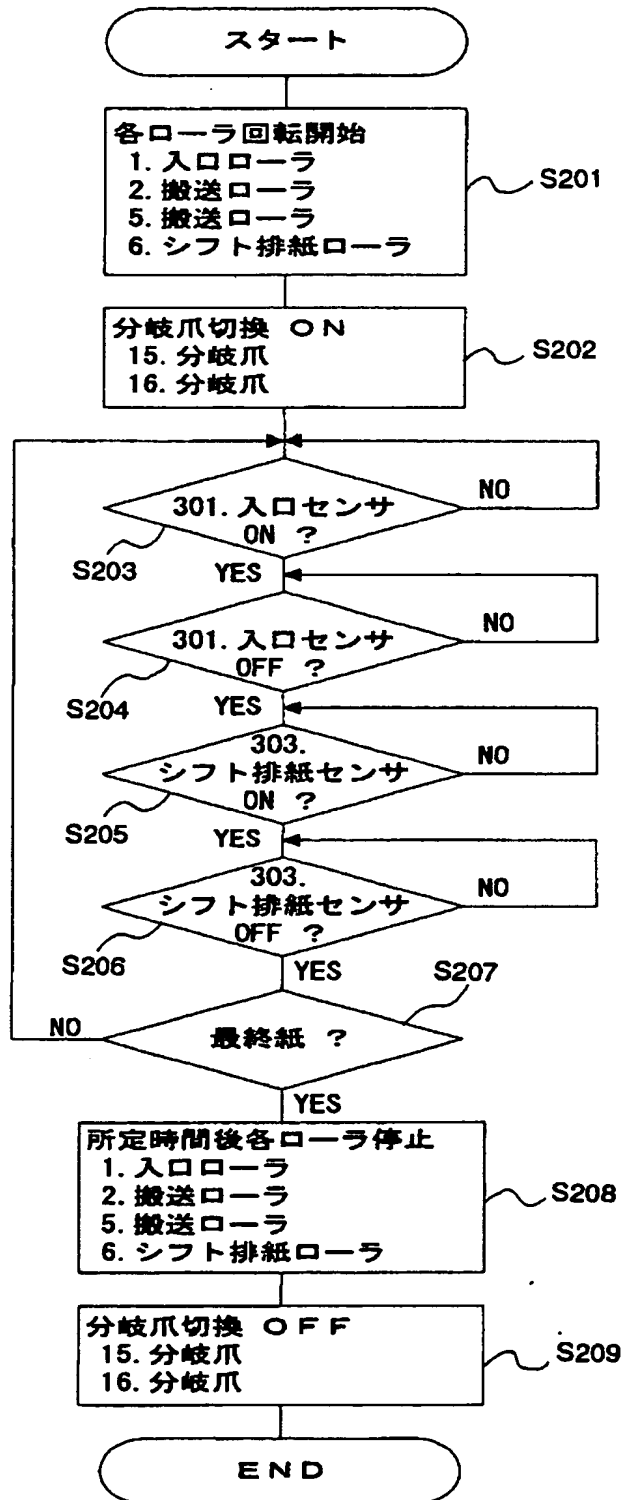 スタート
各ローラ回転開始
1. 入口ローラ
2. 搬送ローラ
5. 搬送ローラ
6. シフト排紙ローラ
S201
分岐爪切換 ON
15. 分岐爪
16. 分岐爪
S202
301. 入口センサ
ON ?
NO
S203
YES
301. 入口センサ
OFF ?
NO
S204
YES
303.
シフト排紙センサ
ON ?
NO
S205
YES
303.
シフト排紙センサ
OFF ?
NO
S206
YES
S207
最終紙 ?
NO
YES
所定時間後各ローラ停止
1. 入口ローラ
2. 搬送ローラ
5. 搬送ローラ
6. シフト排紙ローラ
S208
分岐爪切換 OFF
15. 分岐爪
16. 分岐爪
S209
END